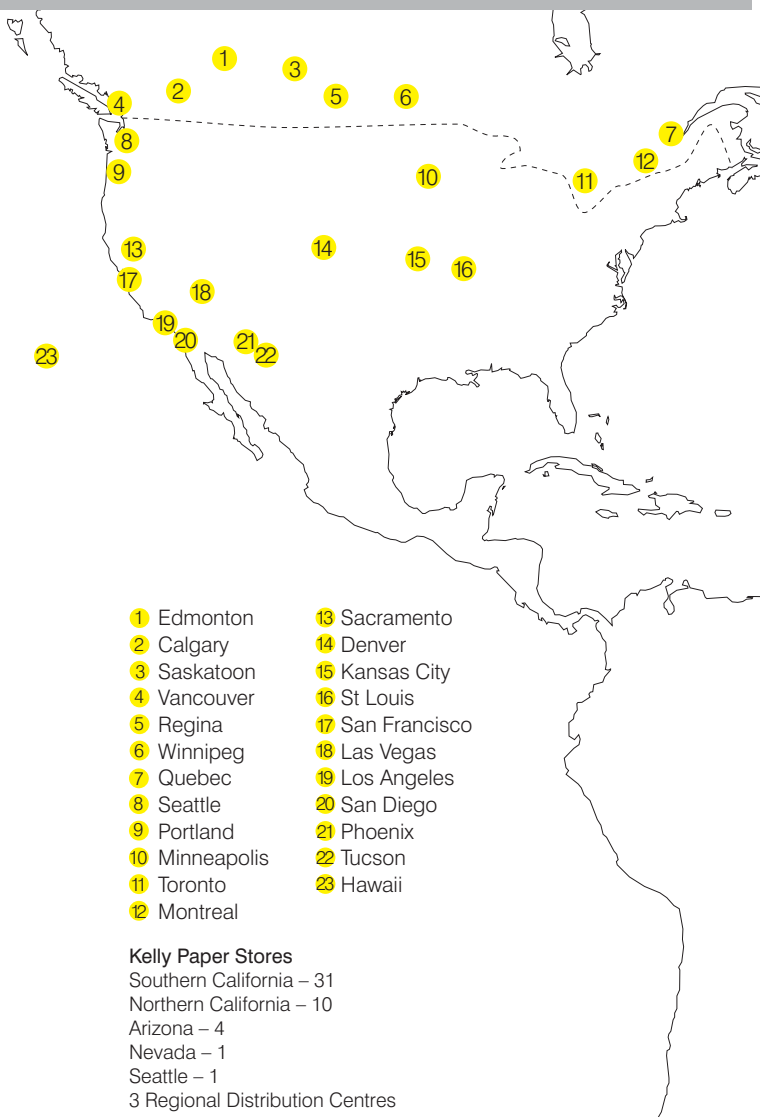 1
3
2
5
6
4
7
8
12
9
10
11
13
14
15
16
17
18
19
20
21
22
23
1 Edmonton
2 Calgary
3 Saskatoon
4 Vancouver
5 Regina
6 Winnipeg
7 Quebec
8 Seattle
9 Portland
10 Minneapolis
11 Toronto
12 Montreal
13 Sacramento
14 Denver
15 Kansas City
16 St Louis
17 San Francisco
18 Las Vegas
19 Los Angeles
20 San Diego
21 Phoenix
22 Tucson
23 Hawaii
Kelly Paper Stores
Southern California – 31
Northern California – 10
Arizona – 4
Nevada – 1
Seattle – 1
3 Regional Distribution Centres